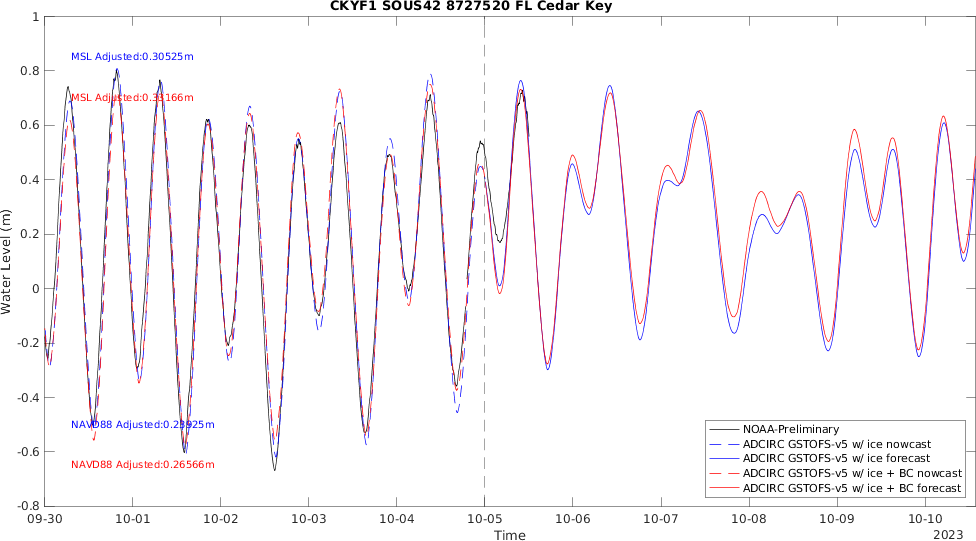 CKYF1 SOUS42 8727520 FL Cedar Key
1
0.8
0.6
0.4
0.2
0
-0.2
-0.4
-0.6
-0.8
Water Level (m)
MSL Adjusted:0.30525m
MSL Adjusted:0.33166m
NAVD88 Adjusted:0.23925m
NAVD88 Adjusted:0.26566m
NOAA-Preliminary
ADCIRC GSTOFS-v5 w/ ice nowcast
ADCIRC GSTOFS-v5 w/ ice forecast
ADCIRC GSTOFS-v5 w/ ice + BC nowcast
ADCIRC GSTOFS-v5 w/ ice + BC forecast
09-30 10-01 10-02 10-03 10-04 10-05 10-06 10-07 10-08 10-09 10-10
Time
2023